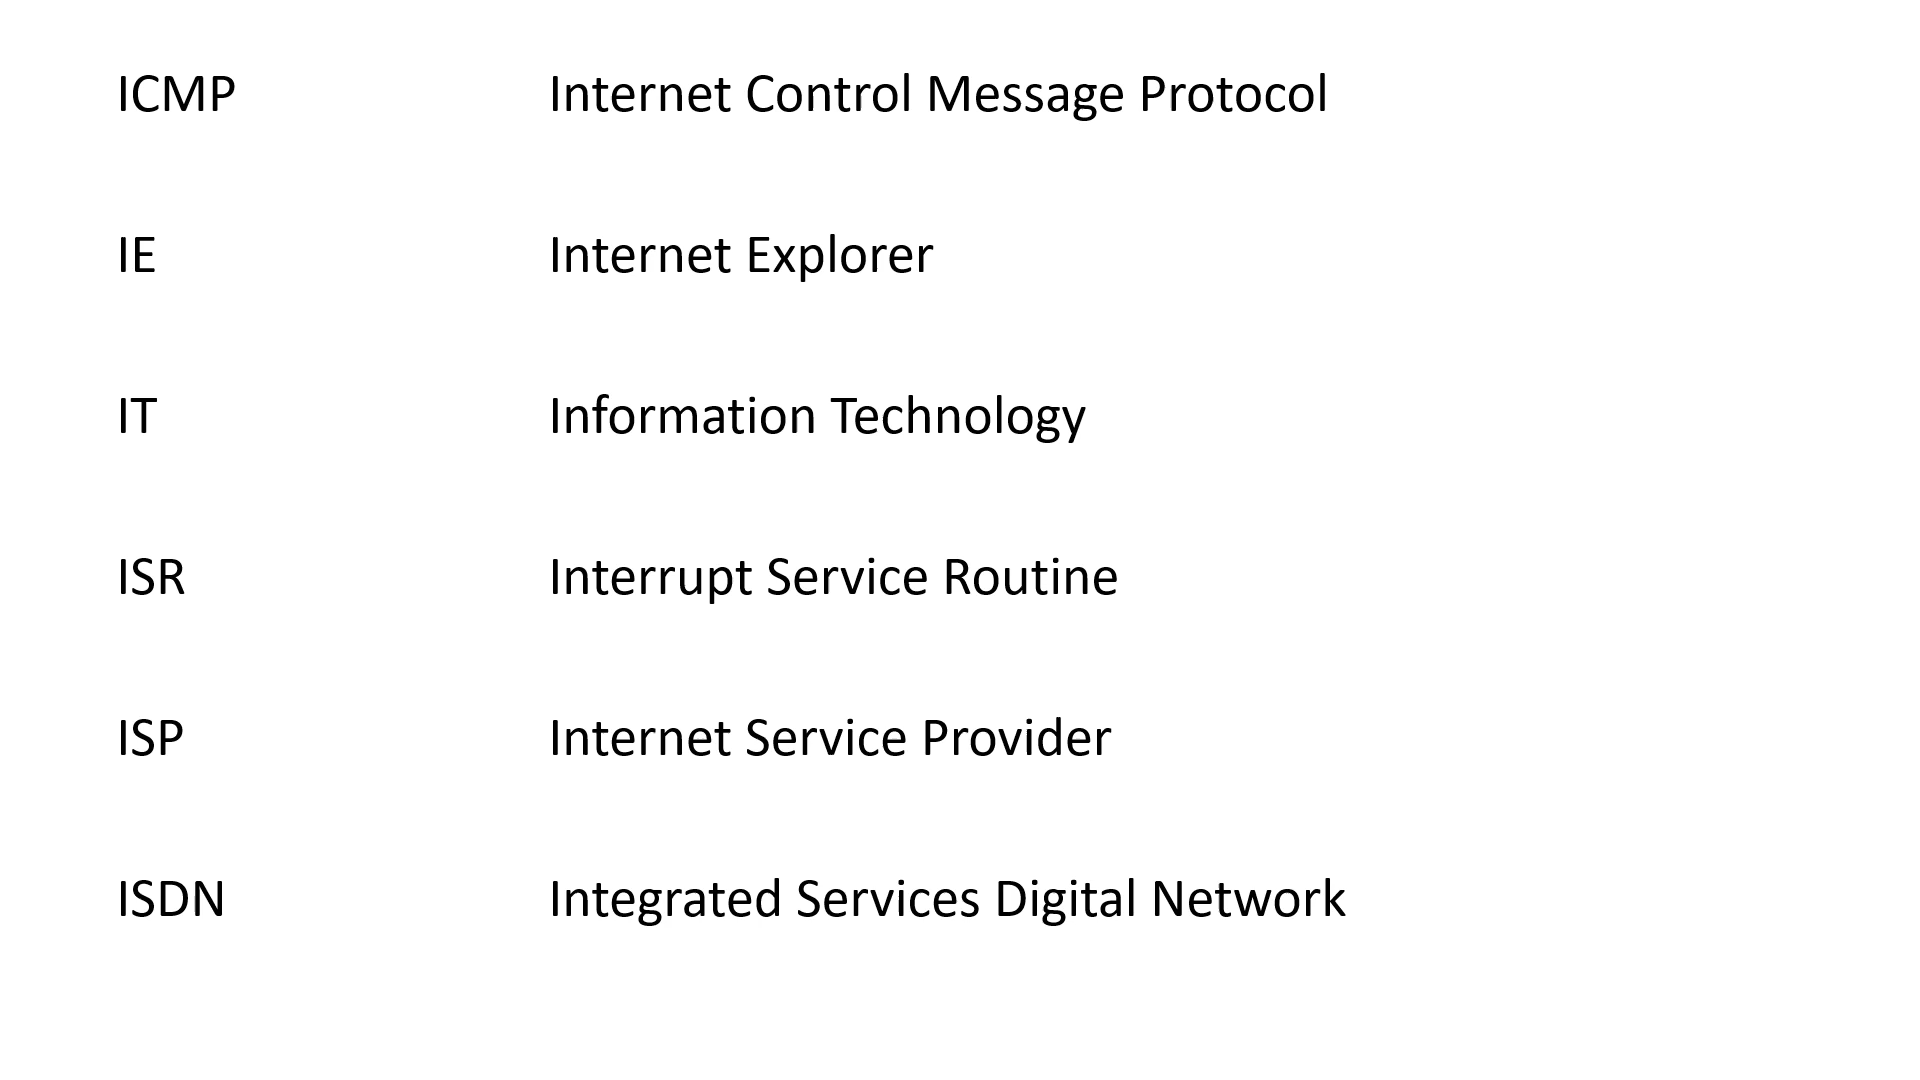 ICMP Internet Control Message Protocol
IE Internet Explorer
IT Information Technology
ISR Interrupt Service Routine
ISP Internet Service Provider
ISDN Integrated Services Digital Network